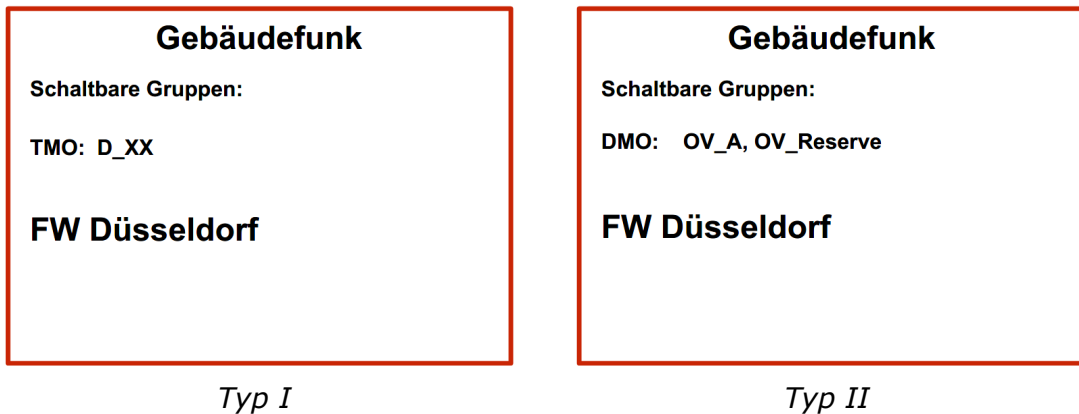 Gebäudefunk
Schaltbare Gruppen:
TMO: D_XX
FW Düsseldorf
Typ I
Gebäudefunk
Schaltbare Gruppen:
DMO: OV_A, OV_Reserve
FW Düsseldorf
Typ II